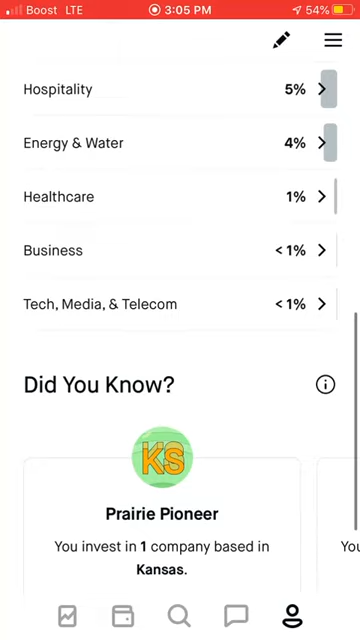 Boost LTE 3:05 PM 54%
Hospitality 5%
Energy & Water 4%
Healthcare 1%
Business < 1%
Tech, Media, & Telecom < 1%
Did You Know?
KS
Prairie Pioneer
You invest in 1 company based in You
Kansas.